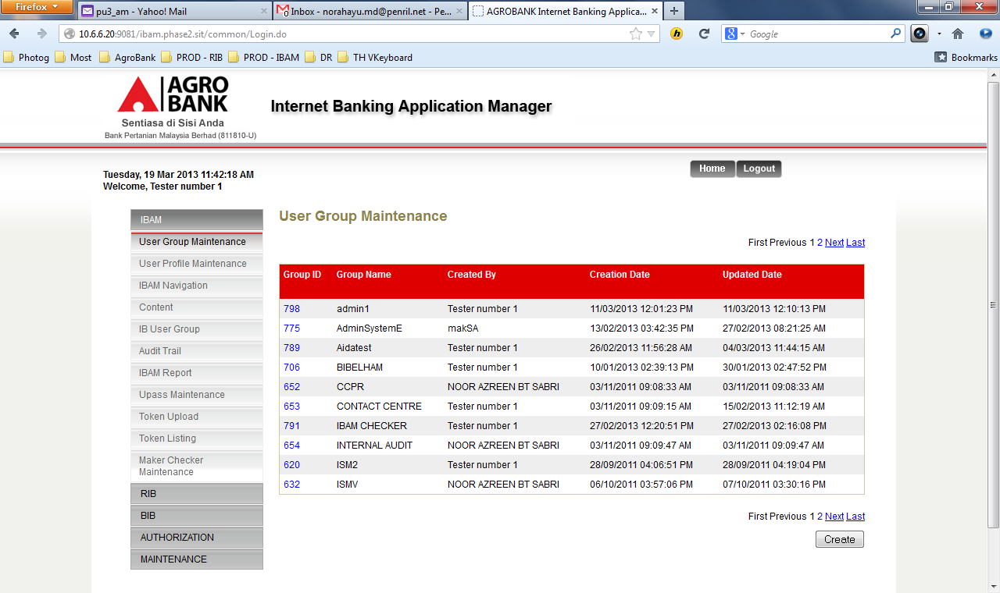 Firefox
pu3_am - Yahoo! Mail
Inbox - norahayu.md@penril.net - Pe...
AGROBANK Internet Banking Applica...
10.6.6.20:9081/ibam.phase2.sit/common/Login.do
Google
Photog Most AgroBank PROD - RIB PROD - IBAM DR TH VKeyboard Bookmarks
AGRO
BANK
Sentiasa di Sisi Anda
Bank Pertanian Malaysia Berhad (811810-U)
Internet Banking Application Manager
Tuesday, 19 Mar 2013 11:42:18 AM
Welcome, Tester number 1
Home Logout
IBAM
User Group Maintenance
User Profile Maintenance
IBAM Navigation
Content
IB User Group
Audit Trail
IBAM Report
Upass Maintenance
Token Upload
Token Listing
Maker Checker
Maintenance
RIB
BIB
AUTHORIZATION
MAINTENANCE
User Group Maintenance
First Previous 1 2 Next Last
Group ID Group Name Created By Creation Date Updated Date
798 admin1 Tester number 1 11/03/2013 12:01:23 PM 11/03/2013 12:10:13 PM
775 AdminSystemE makSA 13/02/2013 03:42:35 PM 27/02/2013 08:21:25 AM
789 Aidatest Tester number 1 26/02/2013 11:56:28 AM 04/03/2013 11:44:15 AM
706 BIBELHAM Tester number 1 10/01/2013 02:39:13 PM 30/01/2013 02:47:52 PM
652 CCPR NOOR AZREEN BT SABRI 03/11/2011 09:08:33 AM 03/11/2011 09:08:33 AM
653 CONTACT CENTRE Tester number 1 03/11/2011 09:09:15 AM 15/02/2013 11:12:19 AM
791 IBAM CHECKER Tester number 1 27/02/2013 12:20:51 PM 27/02/2013 02:16:08 PM
654 INTERNAL AUDIT NOOR AZREEN BT SABRI 03/11/2011 09:09:47 AM 03/11/2011 09:09:47 AM
620 ISM2 Tester number 1 28/09/2011 04:06:51 PM 28/09/2011 04:19:04 PM
632 ISMV NOOR AZREEN BT SABRI 06/10/2011 03:57:06 PM 07/10/2011 03:30:16 PM
First Previous 1 2 Next Last
Create